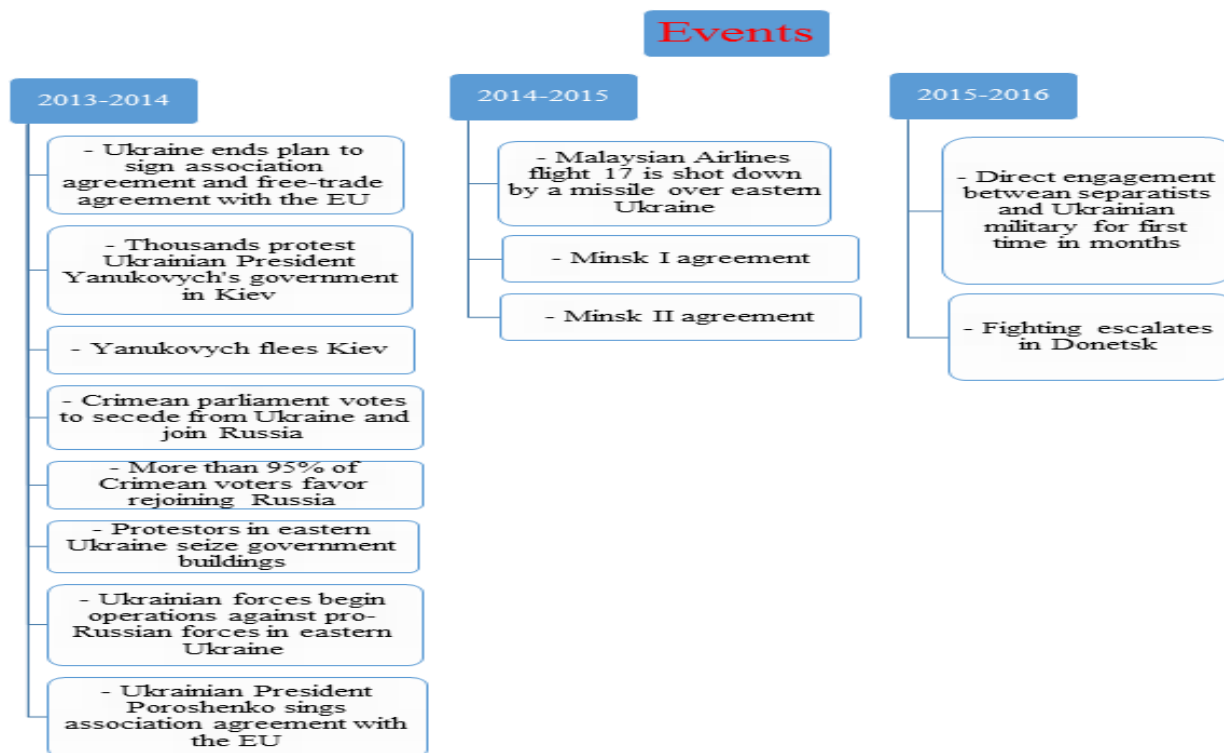 Events
2013-2014
- Ukraine ends plan to
sign association
agreement and free-trade
agreement with the EU
- Thousands protest
Ukrainian President
Yanukovych's government
in Kiev
- Yanukovych flees Kiev
- Crimean parliament votes
to secede from Ukraine and
join Russia
- More than 95% of
Crimean voters favor
rejoining Russia
- Protestors in eastern
Ukraine seize government
buildings
- Ukrainian forces begin
operations against pro-
Russian forces in eastern
Ukraine
- Ukrainian President
Poroshenko sings
association agreement with
the EU
2014-2015
- Malaysian Airlines
flight 17 is shot down
by a missile over eastern
Ukraine
- Minsk I agreement
- Minsk II agreement
2015-2016
- Direct engagement
betwean separatists
and Ukrainian
military for first
time in months
- Fighting escalates
in Donetsk